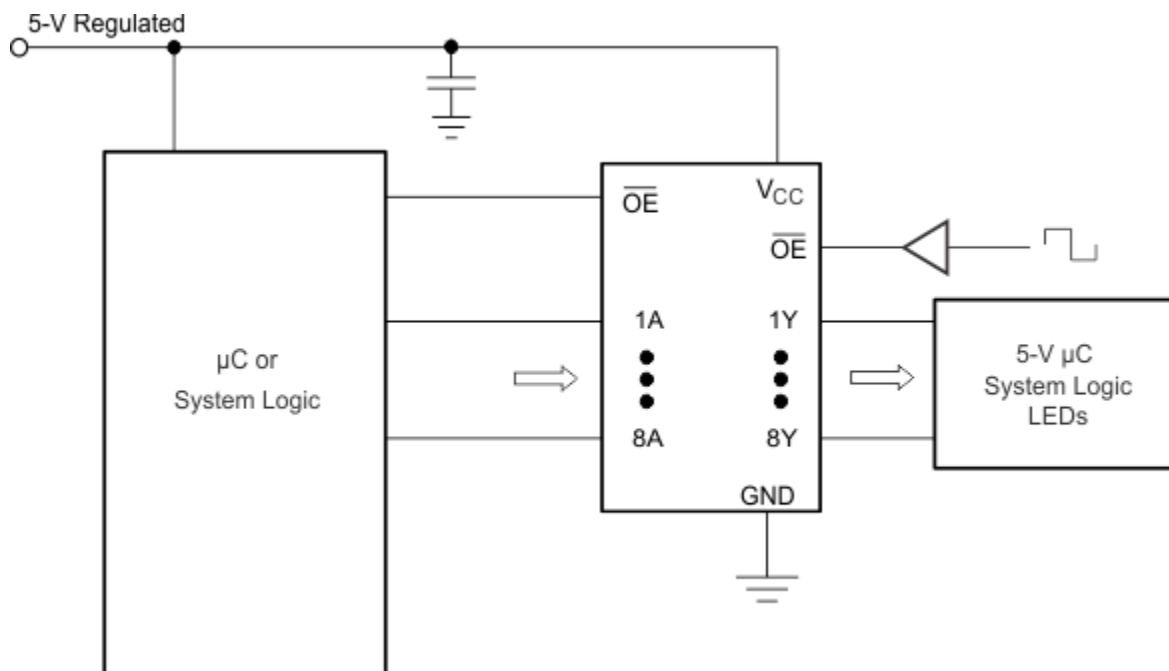 5-V Regulated
OE
VCC
OE
1A
1Y
8A
8Y
GND
µC or
System Logic
5-V µC
System Logic
LEDs